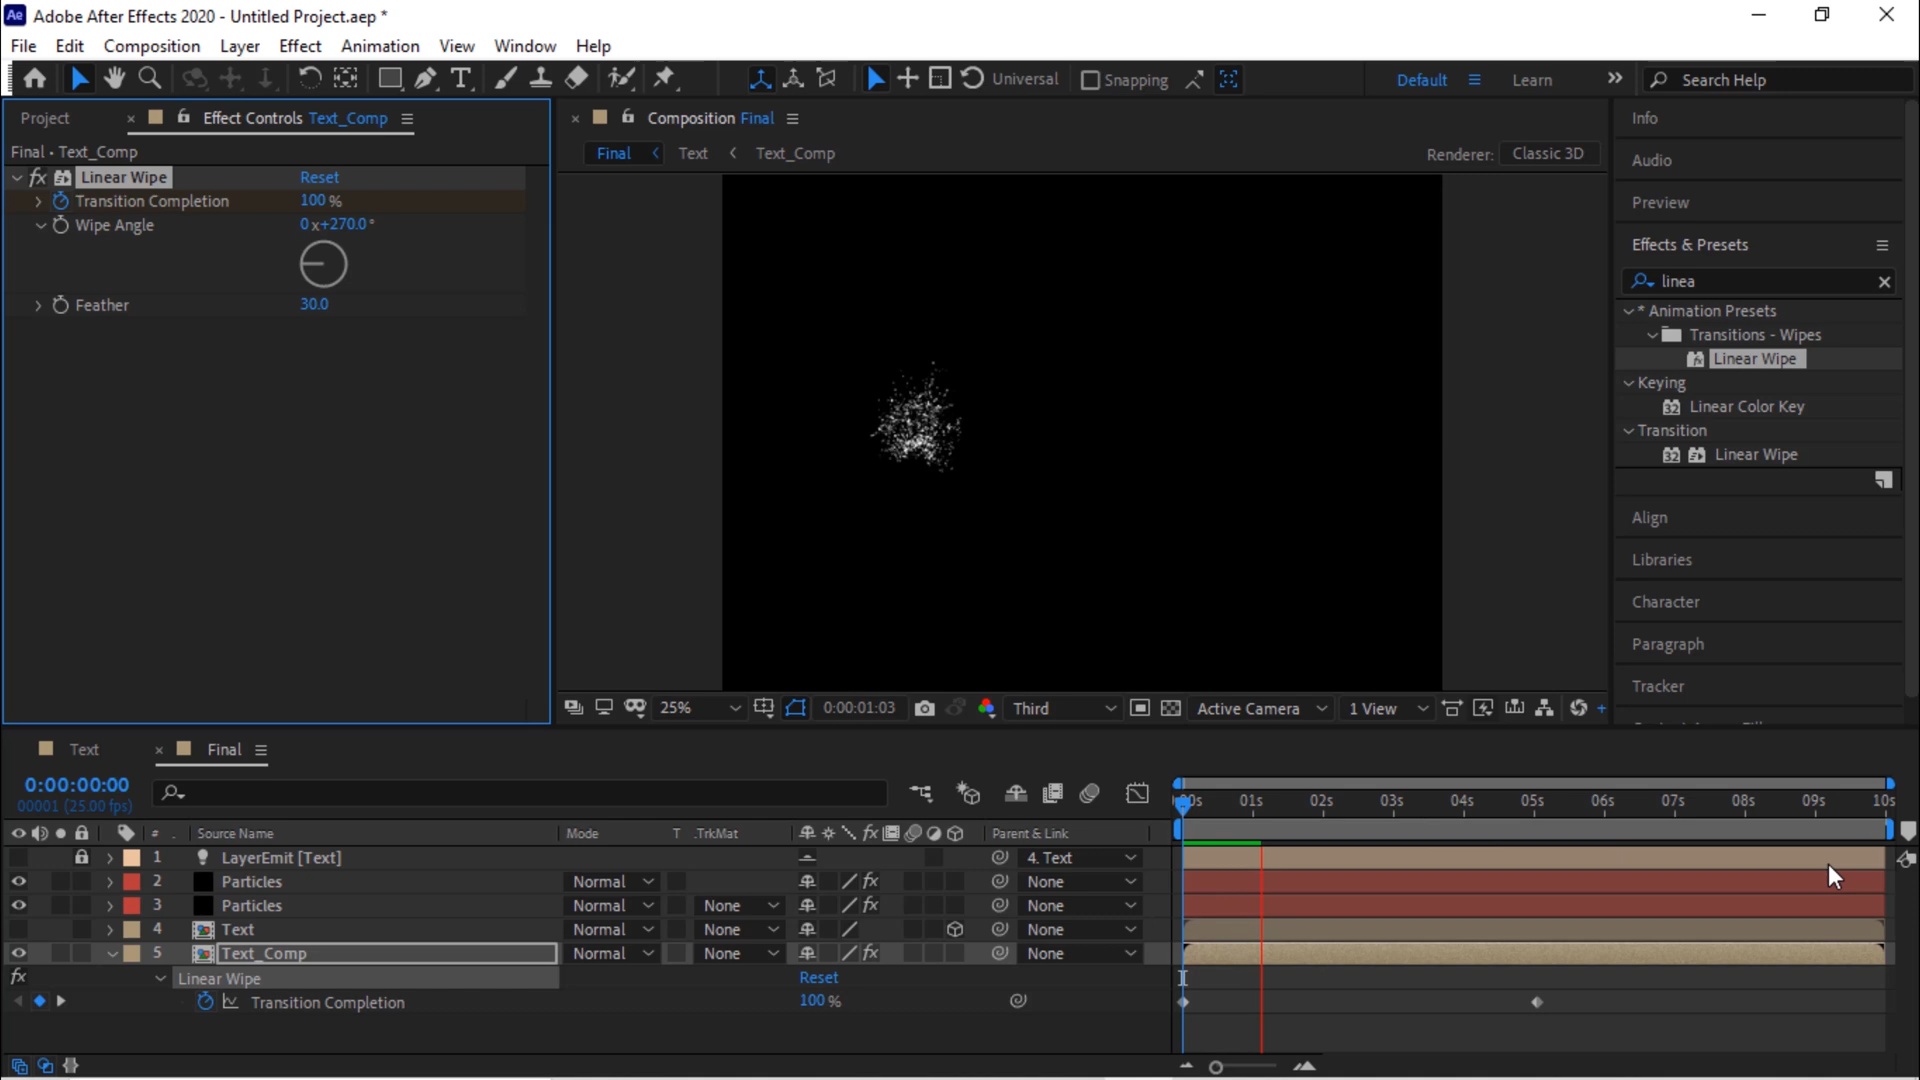 Adobe After Effects 2020 - Untitled Project.aep *
File Edit Composition Layer Effect Animation View Window Help
Universal Snapping Default Learn Search Help
Project Effect Controls Text_Comp
Final • Text_Comp
fx Linear Wipe Reset
Transition Completion 100 %
Wipe Angle 0 x+270.0 °
Feather 30.0
Composition Final
Final Text Text_Comp
Renderer: Classic 3D
25% 0:00:01:03 Third Active Camera 1 View
Info
Audio
Preview
Effects & Presets
linea
* Animation Presets
Transitions - Wipes
Linear Wipe
Keying
Linear Color Key
Transition
Linear Wipe
Align
Libraries
Character
Paragraph
Tracker
Text Final
0:00:00:00
00001 (25.00 fps)
01s 02s 03s 04s 05s 06s 07s 08s 09s 10s
# Source Name Mode T .TrkMat Parent & Link
1 LayerEmit [Text] 4. Text
2 Particles Normal None
3 Particles Normal None None
4 Text Normal None None
5 Text_Comp Normal None None
fx Linear Wipe Reset
Transition Completion 100 %